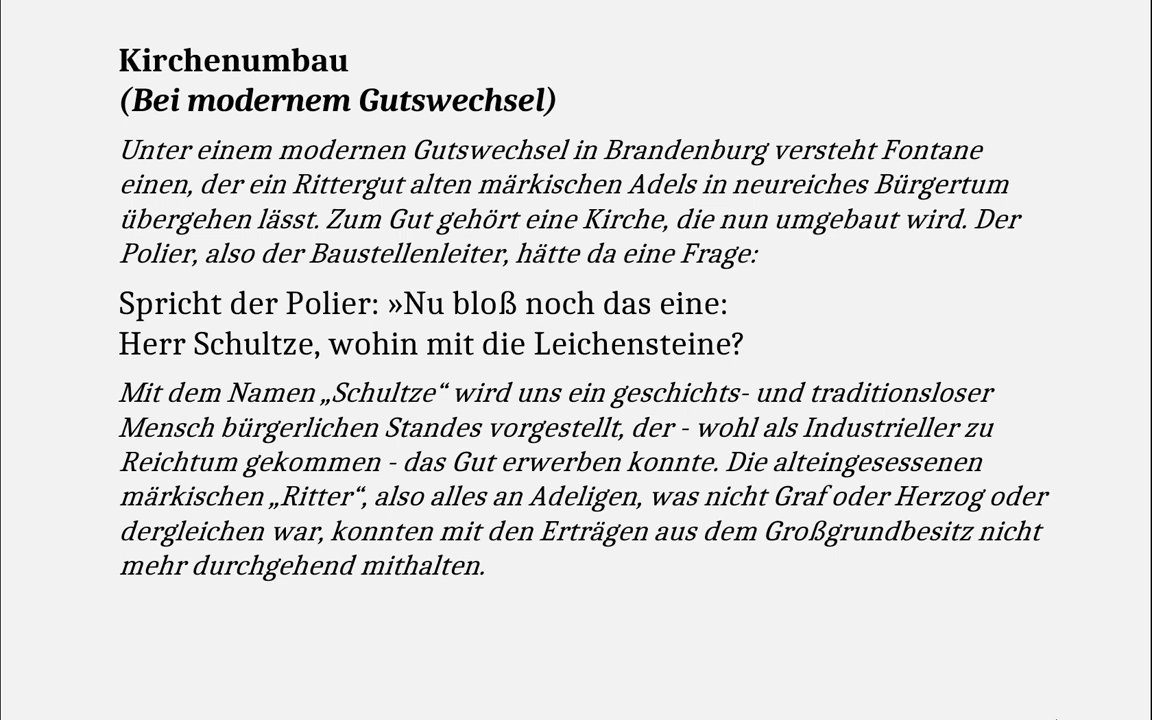 Kirchenumbau
(Bei modernem Gutswechsel)
Unter einem modernen Gutswechsel in Brandenburg versteht Fontane
einen, der ein Rittergut alten märkischen Adels in neureiches Bürgertum
übergehen lässt. Zum Gut gehört eine Kirche, die nun umgebaut wird. Der
Polier, also der Baustellenleiter, hätte da eine Frage:
Spricht der Polier: »Nu bloß noch das eine:
Herr Schultze, wohin mit die Leichensteine?
Mit dem Namen „Schultze“ wird uns ein geschichts- und traditionsloser
Mensch bürgerlichen Standes vorgestellt, der - wohl als Industrieller zu
Reichtum gekommen - das Gut erwerben konnte. Die alteingesessenen
märkischen „Ritter“, also alles an Adeligen, was nicht Graf oder Herzog oder
dergleichen war, konnten mit den Erträgen aus dem Großgrundbesitz nicht
mehr durchgehend mithalten.